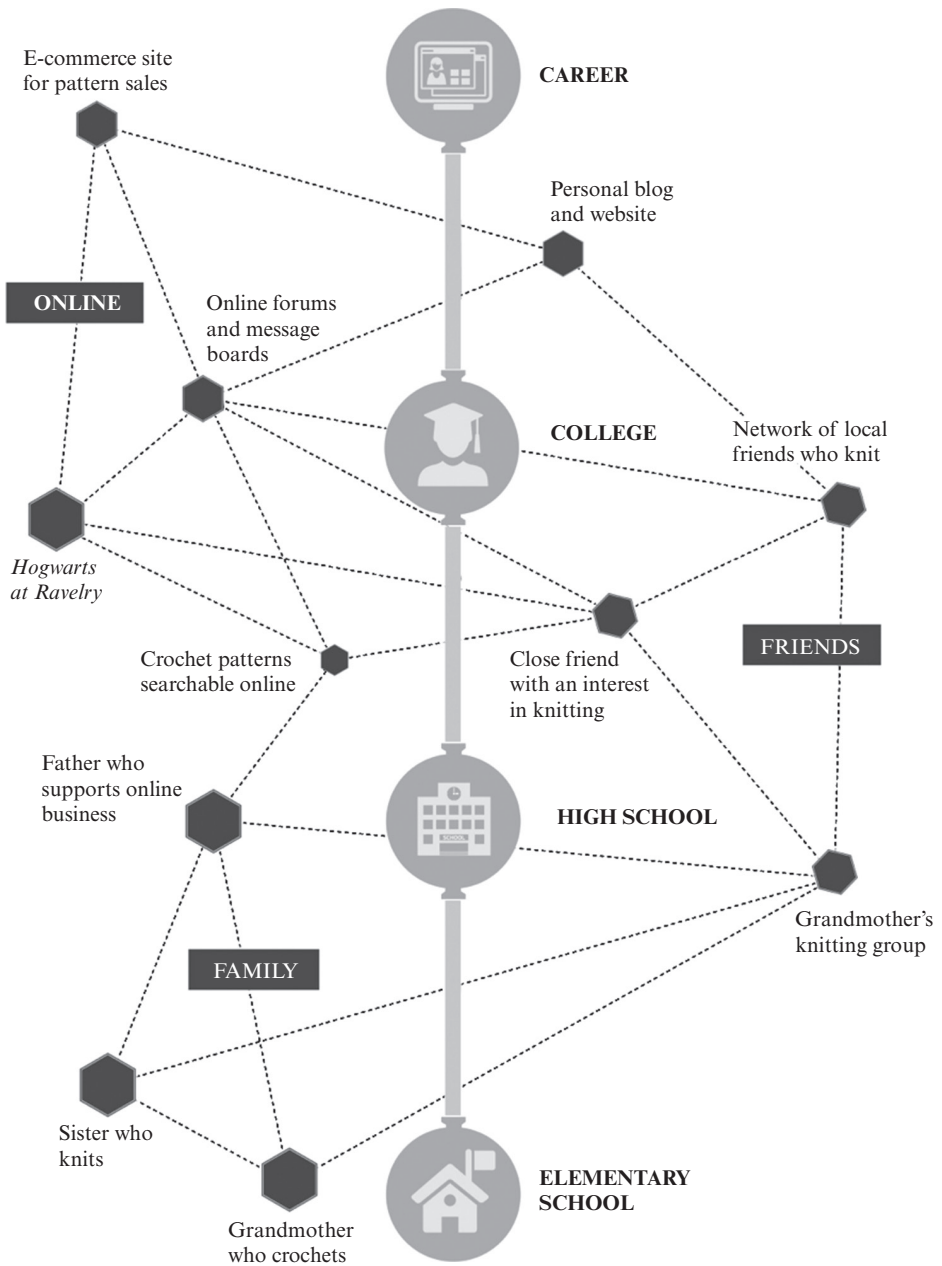 E-commerce site
for pattern sales
CAREER
Personal blog
and website
ONLINE
Online forums
and message
boards
COLLEGE
Network of local
friends who knit
Hogwarts
at Ravelry
Crochet patterns
searchable online
Close friend
with an interest
in knitting
FRIENDS
Father who
supports online
business
SCHOOL
HIGH SCHOOL
Grandmother's
knitting group
FAMILY
Sister who
knits
Grandmother
who crochets
ELEMENTARY
SCHOOL